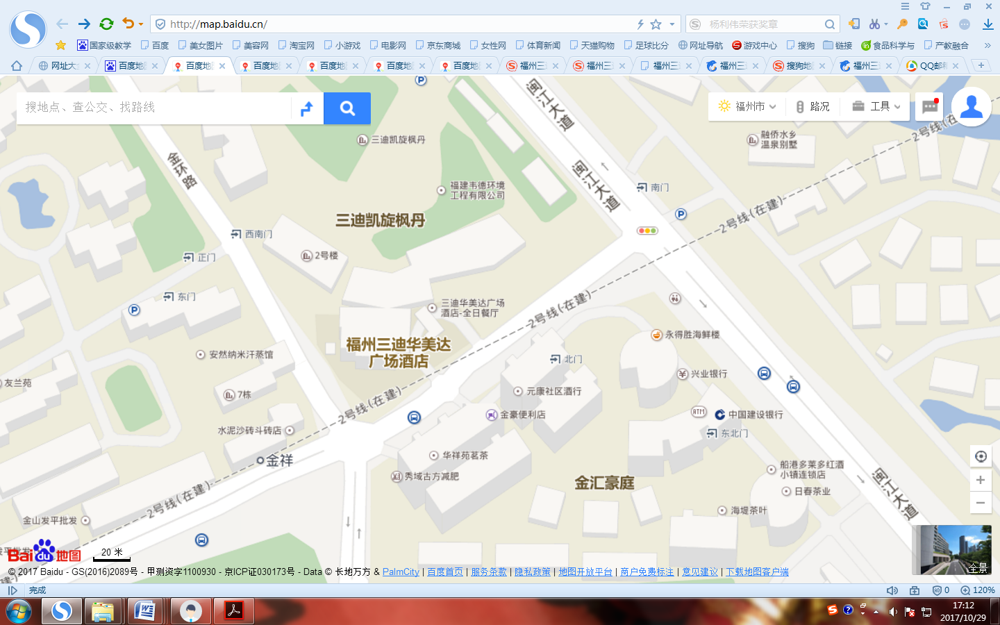 http://map.baidu.cn/
杨利伟荣获奖章
国家级教学
百度
美女图片
美容网
淘宝网
小游戏
电影网
京东商城
女性网
体育新闻
天猫购物
足球比分
网址导航
游戏中心
搜狗
链接
食品科学与
产教融合
网址大全
百度地
百度地
百度地
百度地
百度地
百度地
福州三
福州三
福州三
福州三
搜狗地
福州三
QQ邮
搜地点、查公交、找路线
福州市
路况
工具
闽江大道
2号线(在建)
三迪凯旋枫丹
融侨水乡
温泉别墅
金环路
闽江大道
福建韦德环境
工程有限公司
南门
三迪凯旋枫丹
P
2号线(在建)
西南门
正门
2号楼
东门
三迪华美达广场
酒店-全日餐厅
2号线(在建)
永得胜海鲜楼
福州三迪华美达
广场酒店
安然纳米汗蒸馆
北门
兴业银行
友兰苑
7栋
元康社区酒行
2号线(在建)
金豪便利店
ATM
中国建设银行
水泥沙砖斗砖店
东北门
金祥
华祥苑茗茶
秀域古方减肥
金汇豪庭
船港多莱多红酒
小镇连锁店
日春茶业
闽江大道
2号线(在建)
海堤茶叶
金山发平批发
发平批发
Bai du 地图
20 米
全景
© 2017 Baidu - GS(2016)2089号 - 甲测资字1100930 - 京ICP证030173号 - Data © 长地万方 & PalmCity | 百度首页 | 服务条款 | 隐私政策 | 地图开放平台 | 商户免费标注 | 意见建议 | 下载地图客户端
完成
0
120%
17:12
2017/10/29